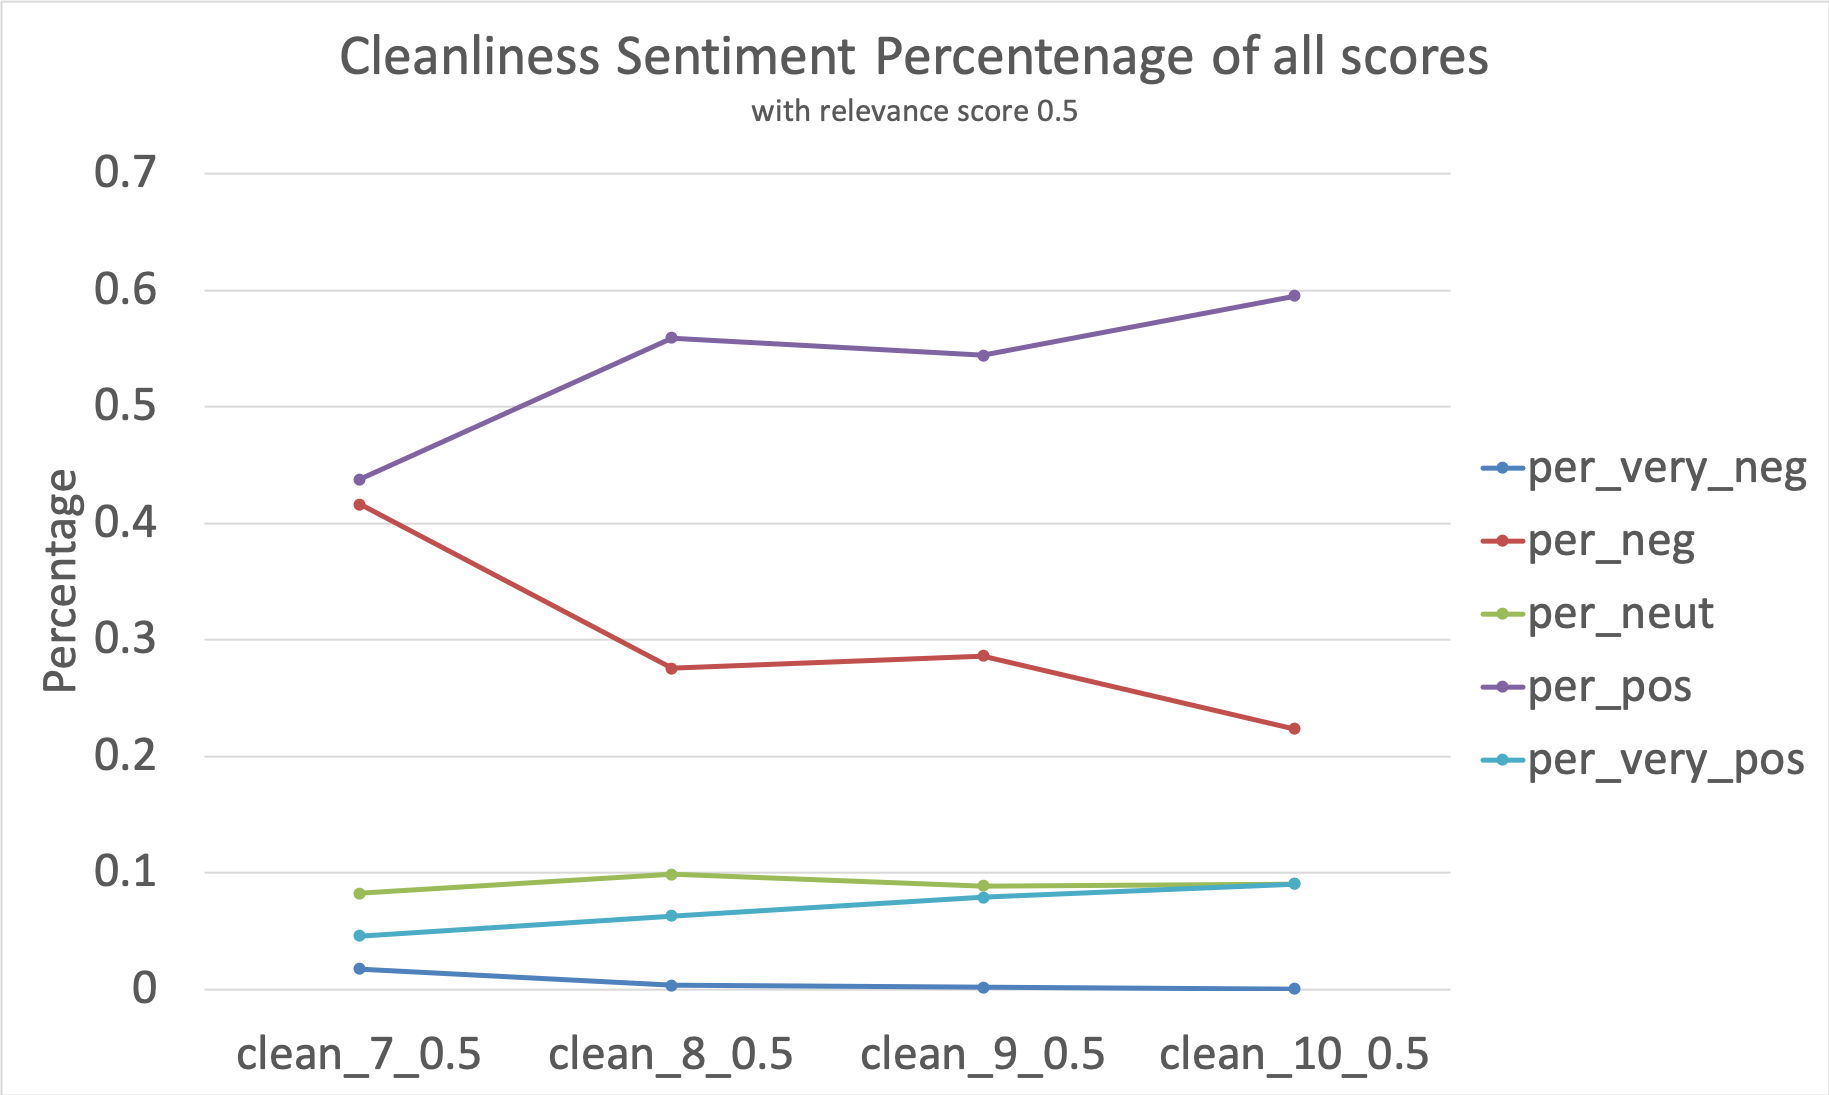 Cleanliness Sentiment Percentenage of all scores
with relevance score 0.5
0.7
0.6
0.5
0.4
0.3
0.2
0.1
0
Percentage
clean_7_0.5
clean_8_0.5
clean_9_0.5
clean_10_0.5
per_very_neg
per_neg
per_neut
per_pos
per_very_pos